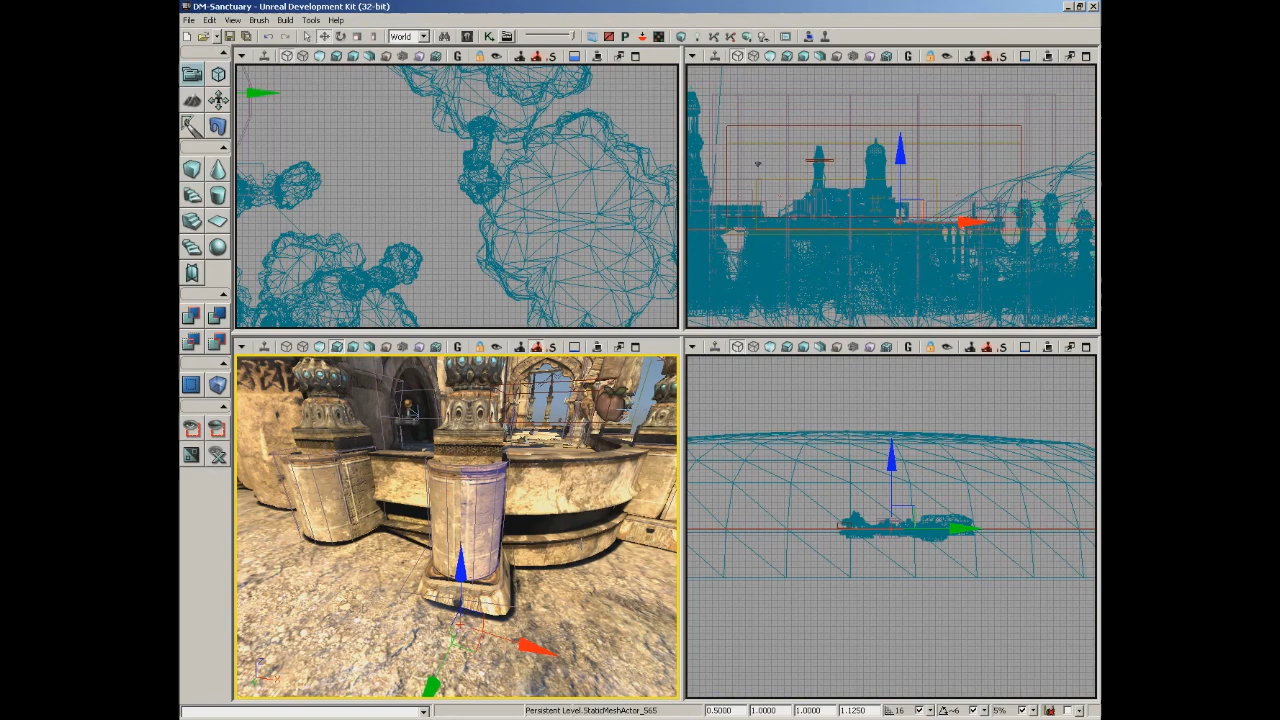 DM-Sanctuary - Unreal Development Kit (32-bit)
File Edit View Brush Build Tools Help
World
G
G
G
G
Persistent Level.StaticMeshActor_565 0.5000 1.0000 1.0000 1.1250 16 ~6 5%